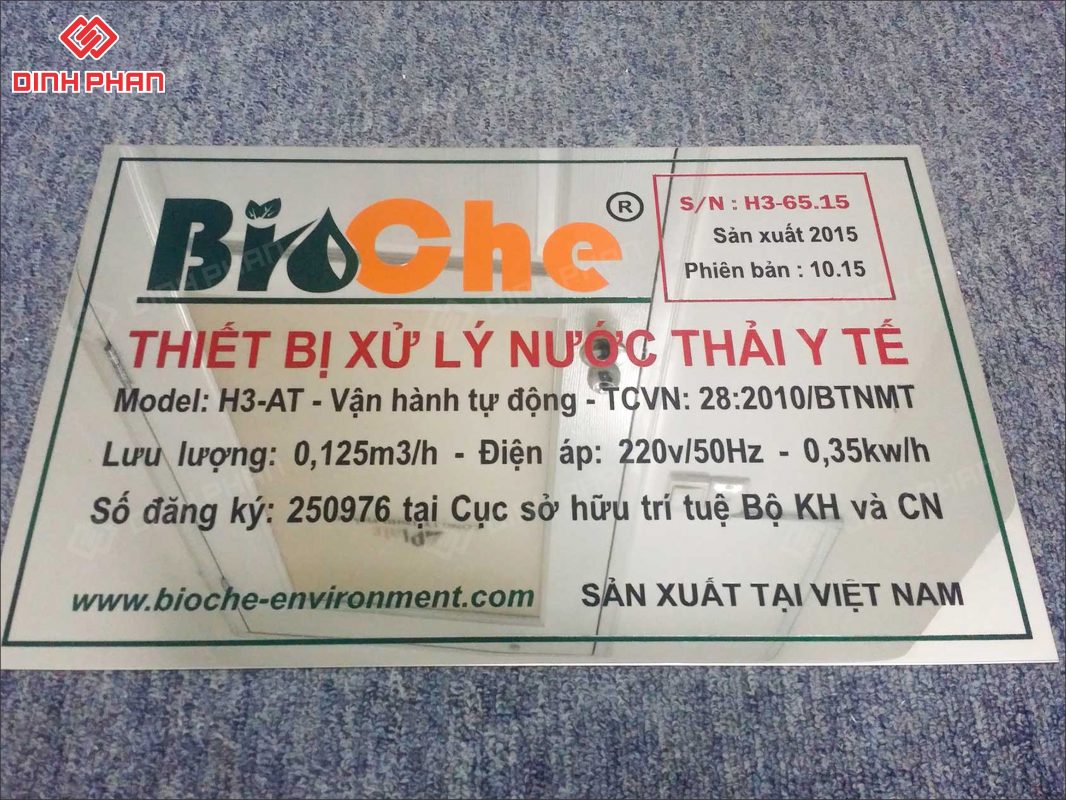 DINH PHAN
BioChe ®
S/N : H3-65.15
Sản xuất 2015
Phiên bản : 10.15
THIẾT BỊ XỬ LÝ NƯỚC THẢI Y TẾ
Model: H3-AT - Vận hành tự động - TCVN: 28:2010/BTNMT
Lưu lượng: 0,125m3/h - Điện áp: 220v/50Hz - 0,35kw/h
Số đăng ký: 250976 tại Cục sở hữu trí tuệ Bộ KH và CN
www.bioche-environment.com SẢN XUẤT TẠI VIỆT NAM